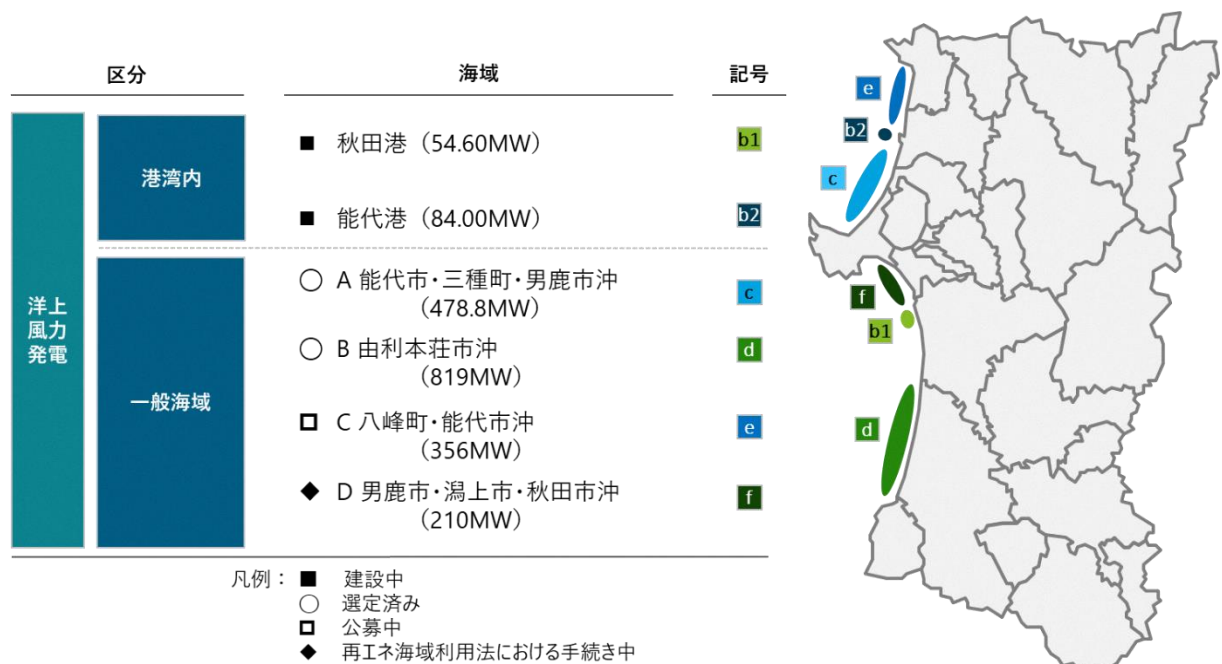 区分 海域 記号
洋上
風力
発電
港湾内
■ 秋田港（54.60MW） b1
■ 能代港（84.00MW） b2
一般海域
○ A 能代市・三種町・男鹿市沖
（478.8MW） c
○ B 由利本荘市沖
（819MW） d
□ C 八峰町・能代市沖
（356MW） e
◆ D 男鹿市・潟上市・秋田市沖
（210MW） f
凡例： ■ 建設中
○ 選定済み
□ 公募中
◆ 再エネ海域利用法における手続き中
e
b2
c
f
b1
d